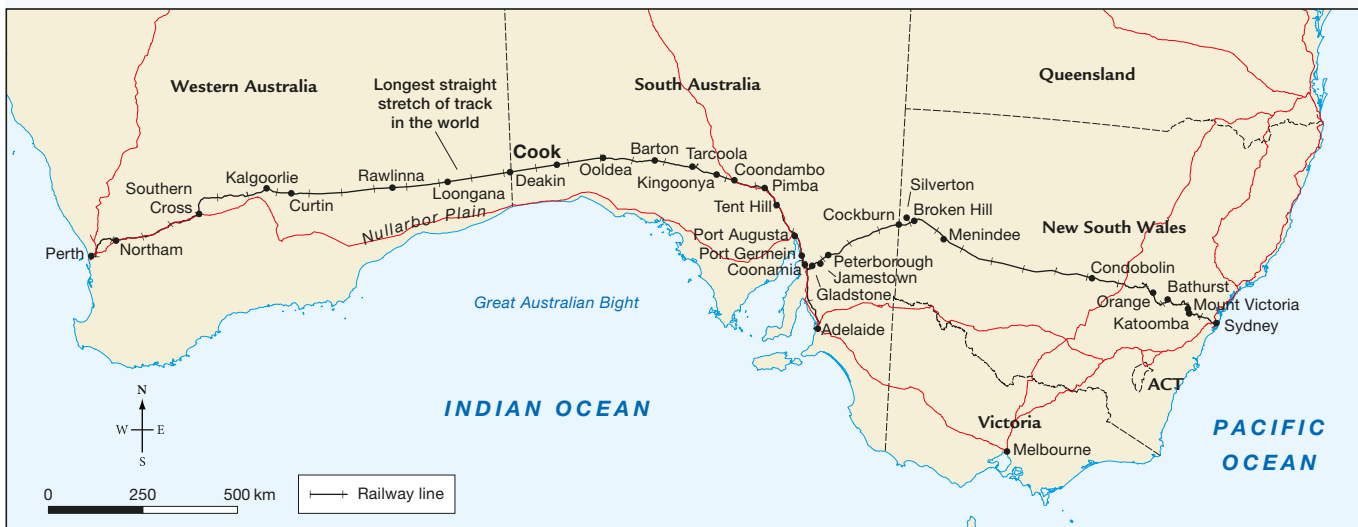 Western Australia
Longest straight
stretch of track
in the world
South Australia
Queensland
Cook
Barton
Tarcoola
Coondambo
Pimba
Ooldea
Kingoonya
Kalgoorlie
Rawlinna
Loongana
Deakin
Southern
Cross
Curtin
Nullarbor Plain
Tent Hill
Silverton
Broken Hill
Cockburn
Menindee
New South Wales
Perth
Northam
Port Augusta
Port Germein
Coonamia
Peterborough
Jamestown
Gladstone
Condobolin
Bathurst
Orange
Mount Victoria
Katoomba
Sydney
Great Australian Bight
Adelaide
ACT
N
W E
S
INDIAN OCEAN
Victoria
Melbourne
PACIFIC
OCEAN
0 250 500 km
Railway line